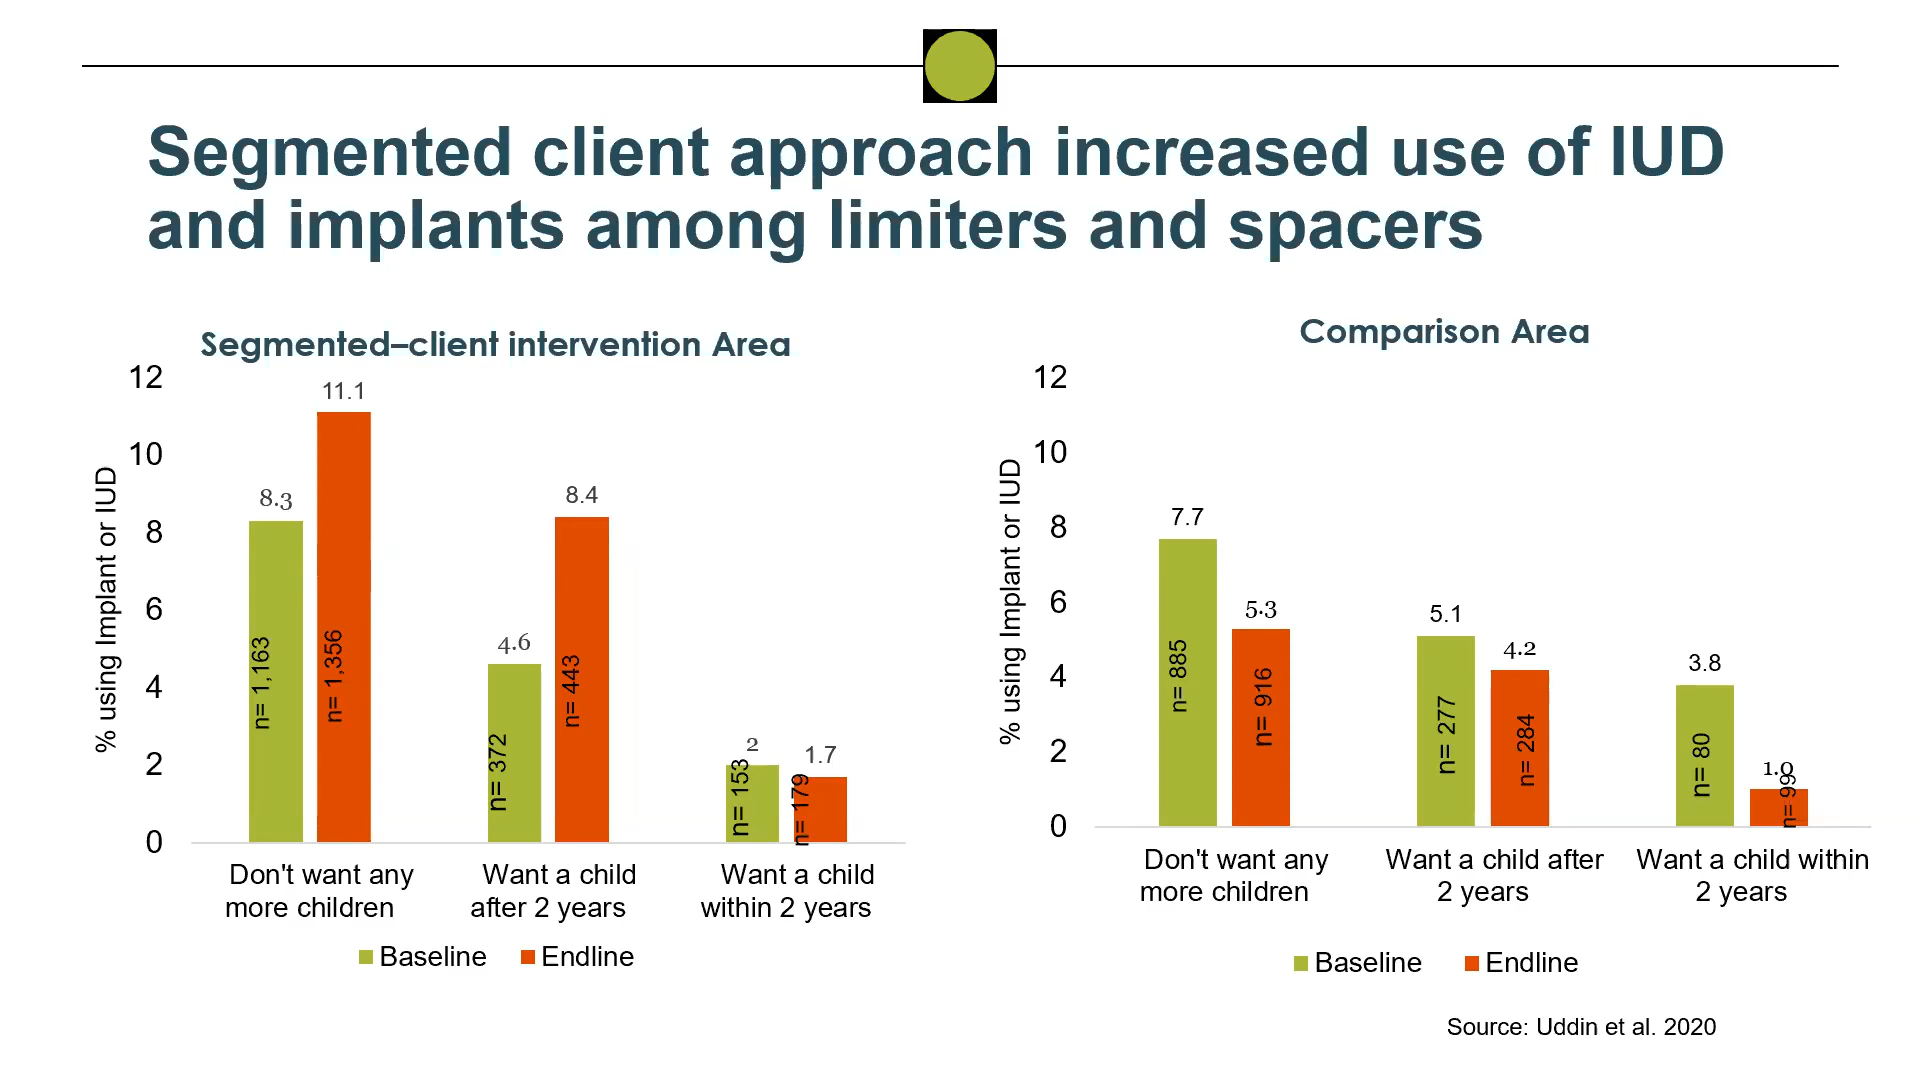 Segmented client approach increased use of IUD
and implants among limiters and spacers
Segmented–client intervention Area
12
10
8
6
4
2
0
% using Implant or IUD
8.3
11.1
4.6
8.4
2
1.7
n= 1,163
n= 1,356
n= 372
n= 443
n= 153
n= 179
Don't want any
more children
Want a child
after 2 years
Want a child
within 2 years
Baseline
Endline
Comparison Area
12
10
8
6
4
2
0
% using Implant or IUD
7.7
5.3
5.1
4.2
3.8
1.0
n= 885
n= 916
n= 277
n= 284
n= 80
n= 99
Don't want any
more children
Want a child after
2 years
Want a child within
2 years
Baseline
Endline
Source: Uddin et al. 2020